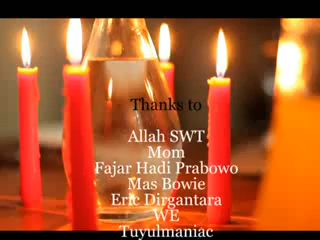 Thanks to
Allah SWT
Mom
Fajar Hadi Prabowo
Mas Bowie
Eric Dirgantara
WE
Tuyulmaniac